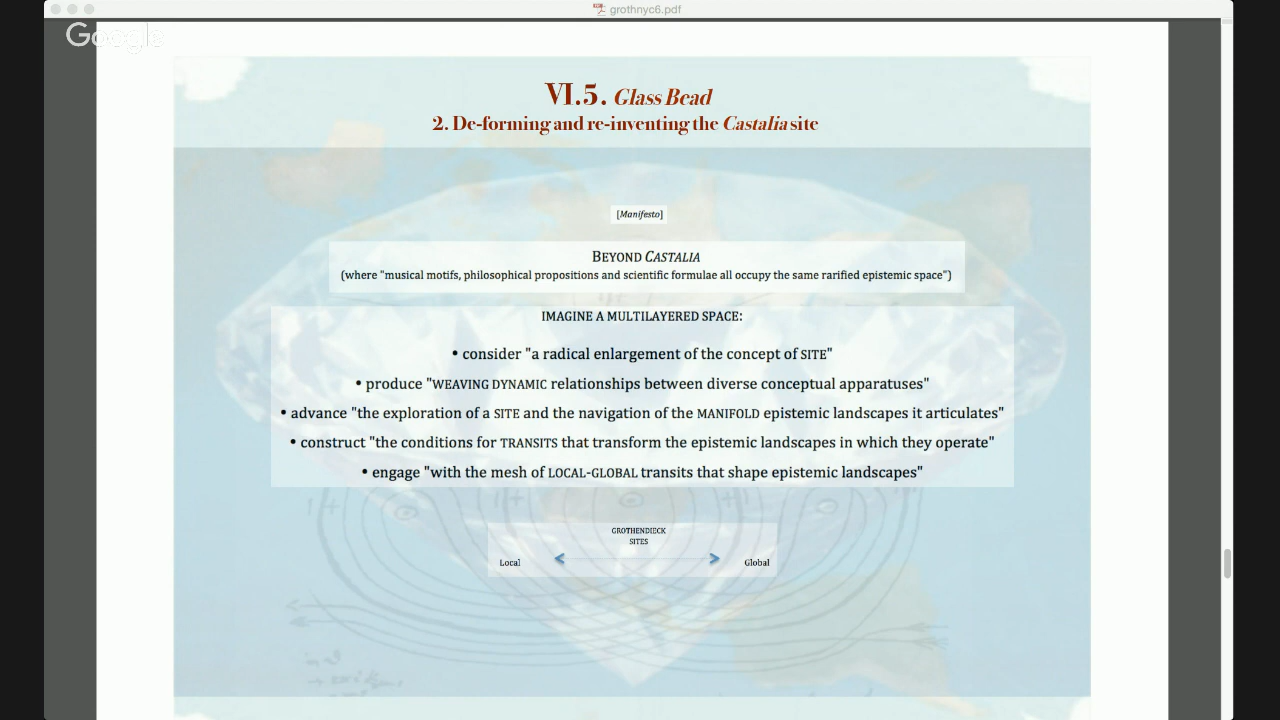 grothnyc6.pdf
Google
VI.5. Glass Bead
2. De-forming and re-inventing the Castalia site
[Manifesto]
BEYOND CASTALIA
(where "musical motifs, philosophical propositions and scientific formulae all occupy the same rarified epistemic space")
IMAGINE A MULTILAYERED SPACE:
• consider "a radical enlargement of the concept of SITE"
• produce "WEAVING DYNAMIC relationships between diverse conceptual apparatuses"
• advance "the exploration of a SITE and the navigation of the MANIFOLD epistemic landscapes it articulates"
• construct "the conditions for TRANSITS that transform the epistemic landscapes in which they operate"
• engage "with the mesh of LOCAL-GLOBAL transits that shape epistemic landscapes"
GROTHENDIECK
SITES
Local
Global